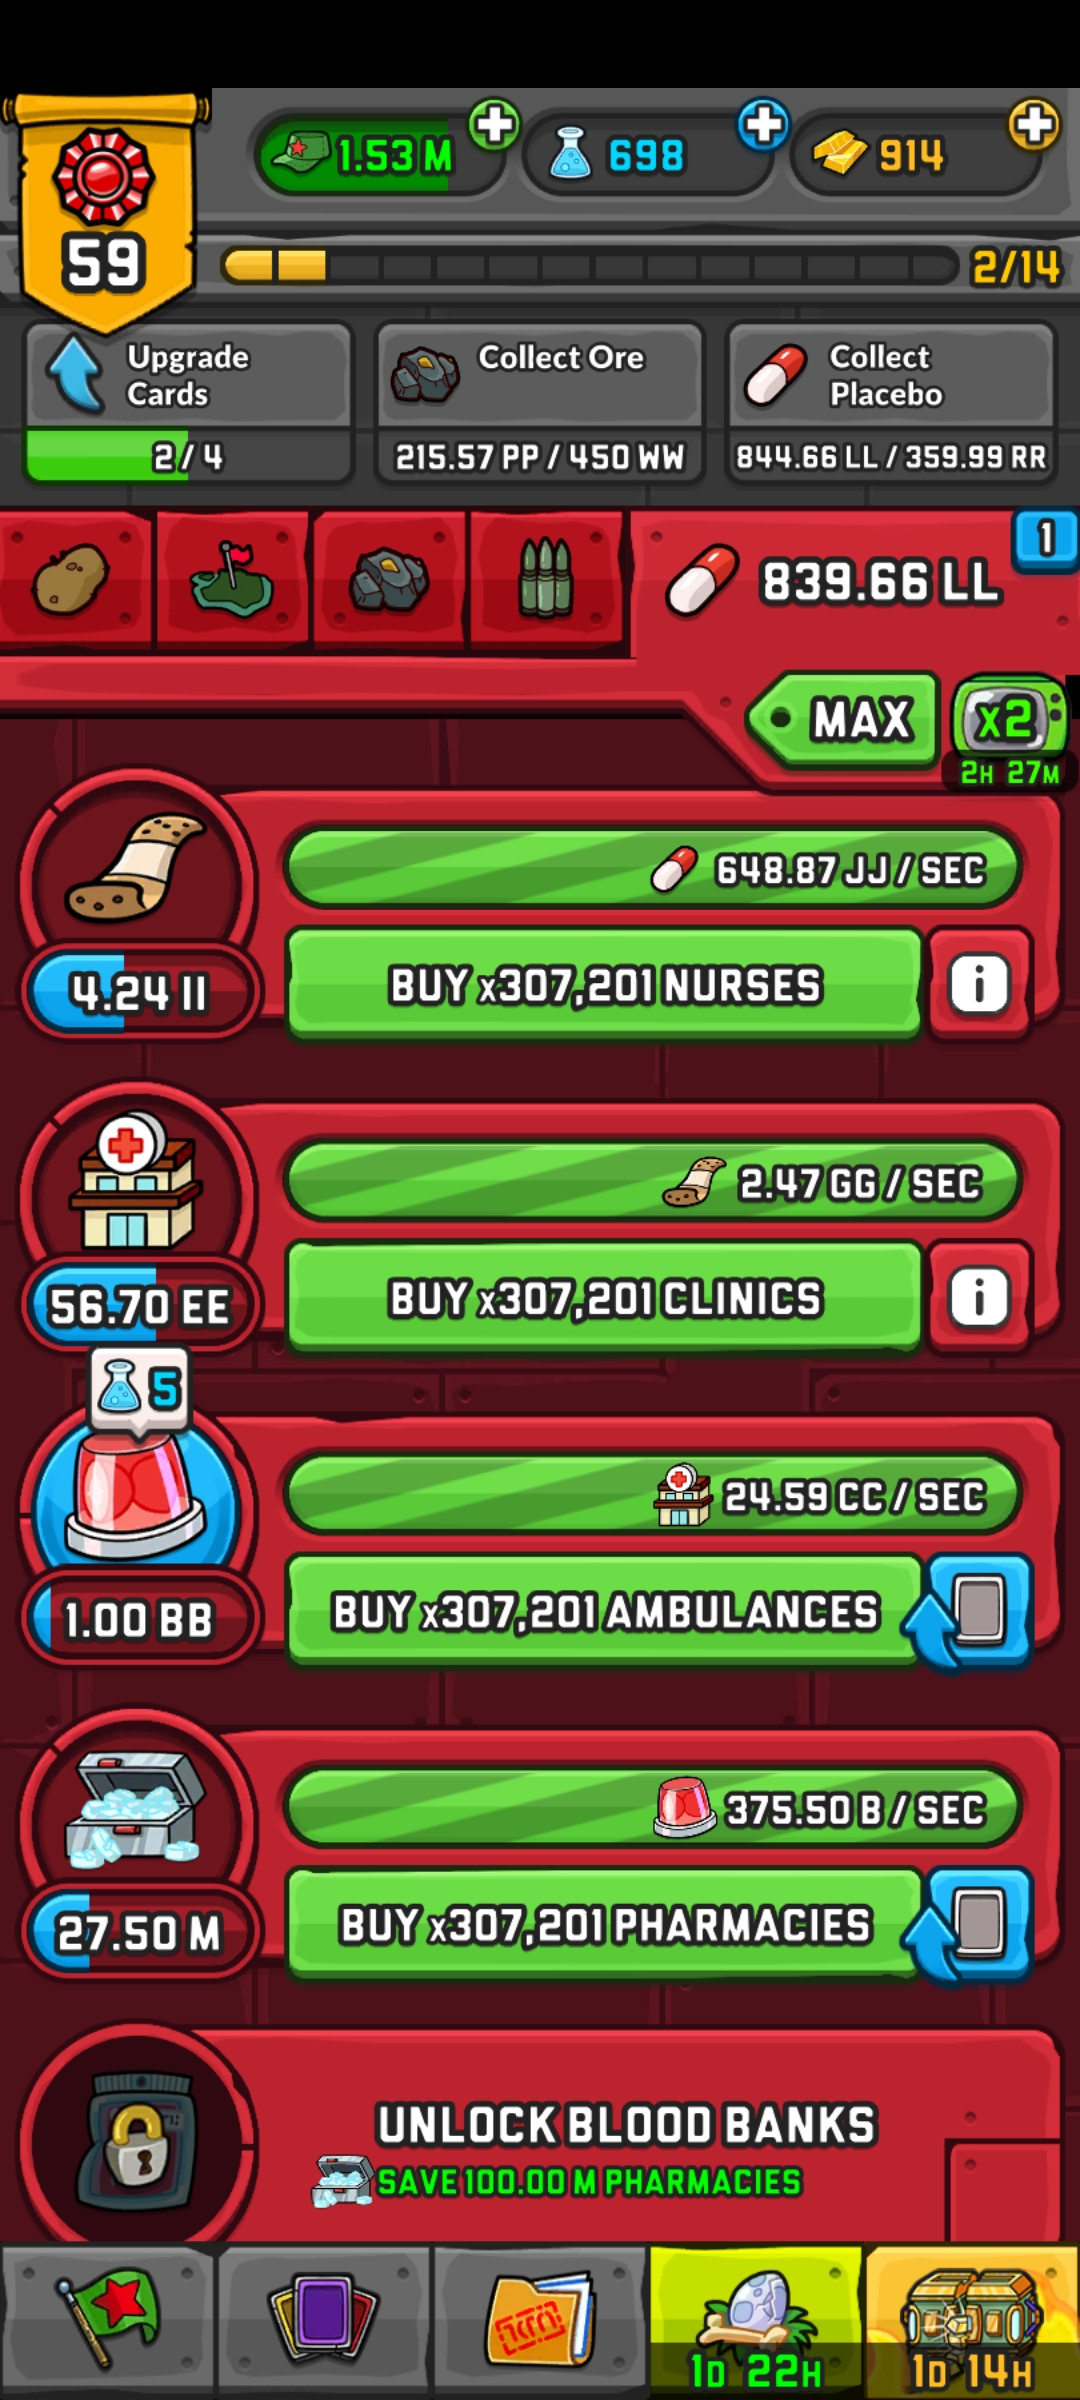 1.53 M
698
914
59
2/14
Upgrade
Cards
2 / 4
Collect Ore
215.57 PP / 450 WW
Collect
Placebo
844.66 LL / 359.99 RR
839.66 LL
1
MAX
x2
2H 27M
648.87 JJ / SEC
4.24 II
BUY x307,201 NURSES
i
2.47 GG / SEC
56.70 EE
BUY x307,201 CLINICS
i
5
24.59 CC / SEC
1.00 BB
BUY x307,201 AMBULANCES
375.50 B / SEC
27.50 M
BUY x307,201 PHARMACIES
UNLOCK BLOOD BANKS
SAVE 100.00 M PHARMACIES
1D 22H
1D 14H